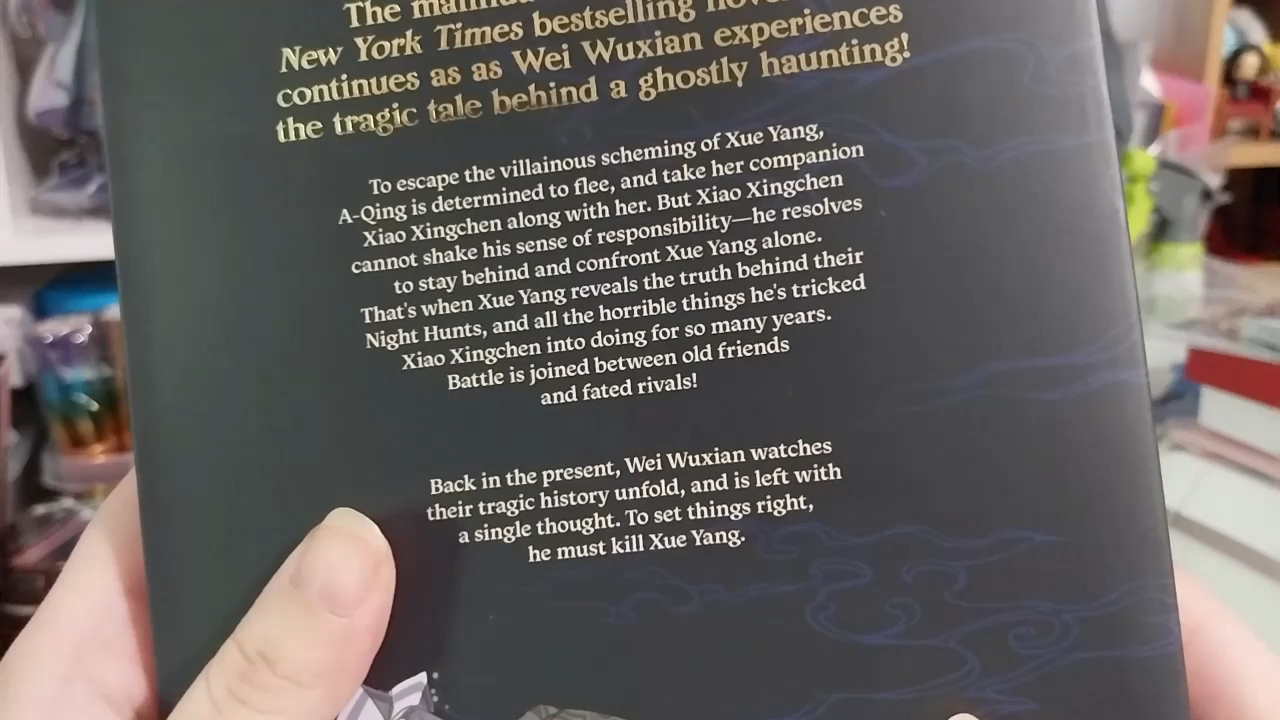 The
New York Times bestselling
continues as as Wei Wuxian experiences
the tragic tale behind a ghostly haunting!
To escape the villainous scheming of Xue Yang,
A-Qing is determined to flee, and take her companion
Xiao Xingchen along with her. But Xiao Xingchen
cannot shake his sense of responsibility—he resolves
to stay behind and confront Xue Yang alone.
That's when Xue Yang reveals the truth behind their
Night Hunts, and all the horrible things he's tricked
Xiao Xingchen into doing for so many years.
Battle is joined between old friends
and fated rivals!
Back in the present, Wei Wuxian watches
their tragic history unfold, and is left with
a single thought. To set things right,
he must kill Xue Yang.